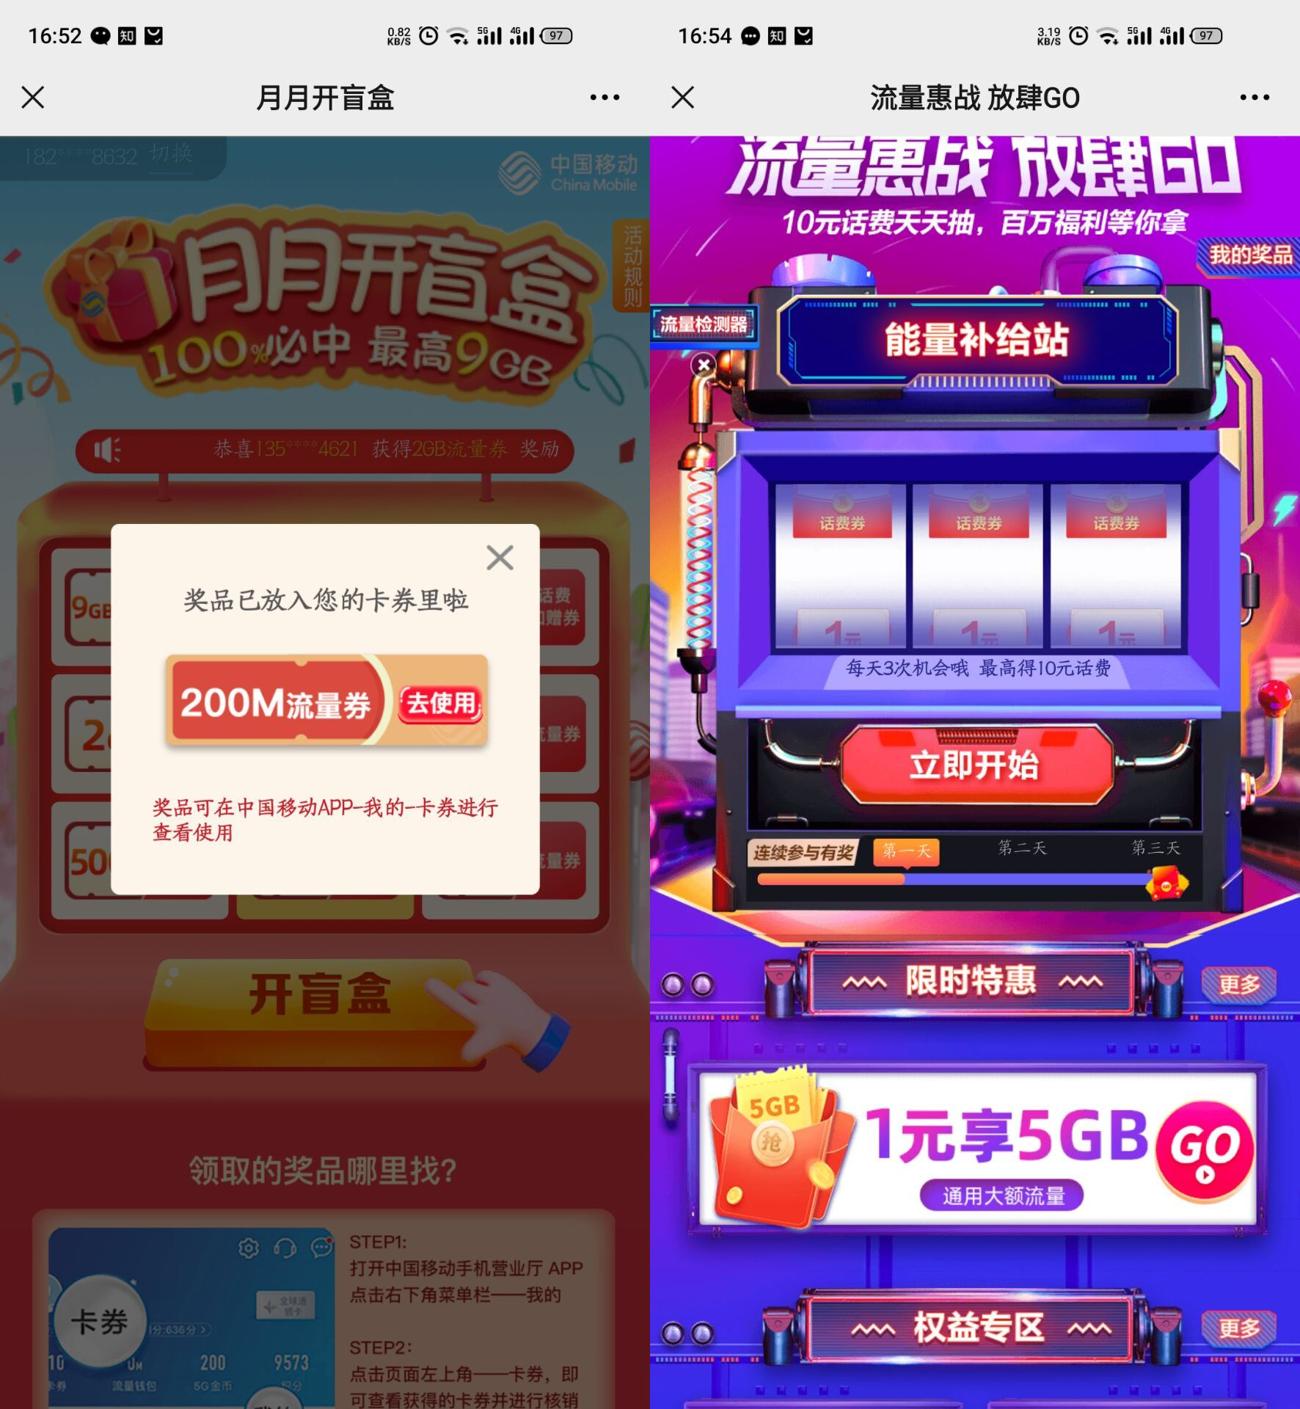 16:52
知
0.82
KB/S
5G
4G
97
月月开盲盒
182****8632 切换
中国移动
China Mobile
活动规则
月月开盲盒
100%必中 最高9GB
恭喜135****4621 获得2GB流量券 奖励
9GB
话费
奖品已放入您的卡券里啦
200M流量券
去使用
奖品可在中国移动APP-我的-卡券进行
查看使用
流量券
500
流量券
开盲盒
领取的奖品哪里找?
卡券
200
9573
流量钱包
5G金币
积分
STEP1:
打开中国移动手机营业厅 APP
点击右下角菜单栏——我的
STEP2:
点击页面左上角——卡券，即
可查看获得的卡券并进行核销
16:54
知
3.19
KB/S
5G
4G
97
流量惠战 放肆GO
流量惠战 放肆GO
10元话费天天抽，百万福利等你拿
我的奖品
流量检测器
能量补给站
话费券
话费券
话费券
1元
1元
1元
每天3次机会哦 最高得10元话费
立即开始
连续参与有奖
第一天
第二天
第三天
限时特惠
更多
5GB
抢
1元享5GB
通用大额流量
GO
权益专区
更多